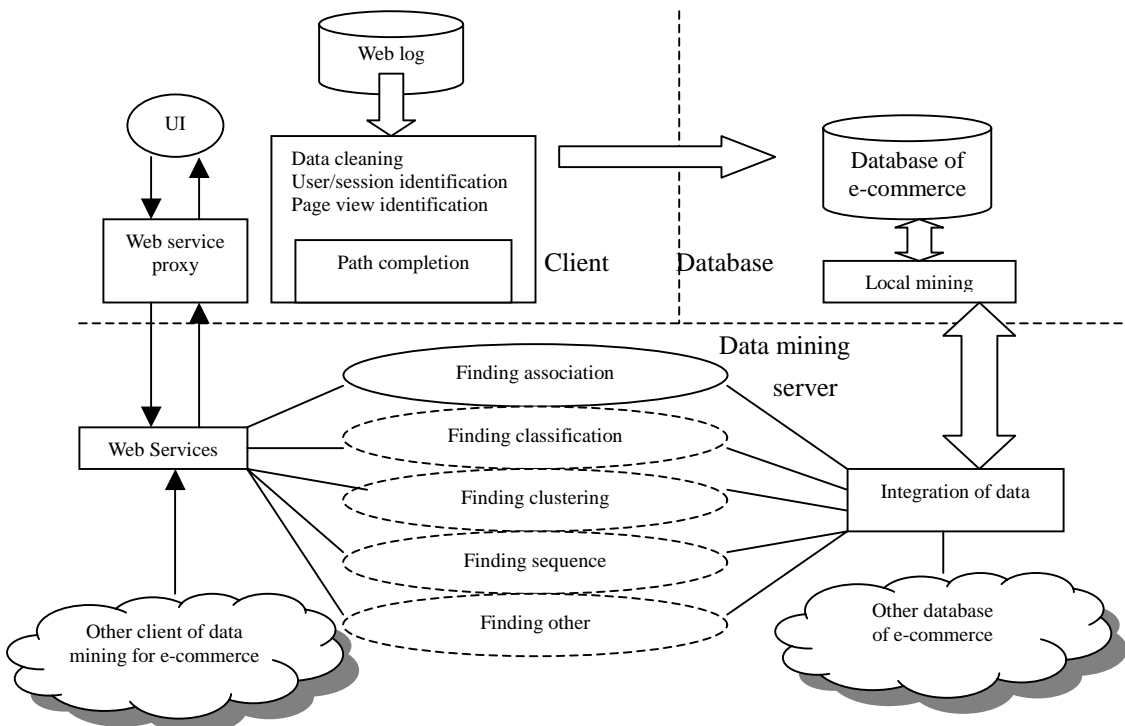 Web log
UI
Data cleaning
User/session identification
Page view identification
Path completion
Web service
proxy
Client
Database
Database of
e-commerce
Local mining
Data mining
server
Finding association
Finding classification
Finding clustering
Finding sequence
Finding other
Web Services
Integration of data
Other client of data
mining for e-commerce
Other database
of e-commerce